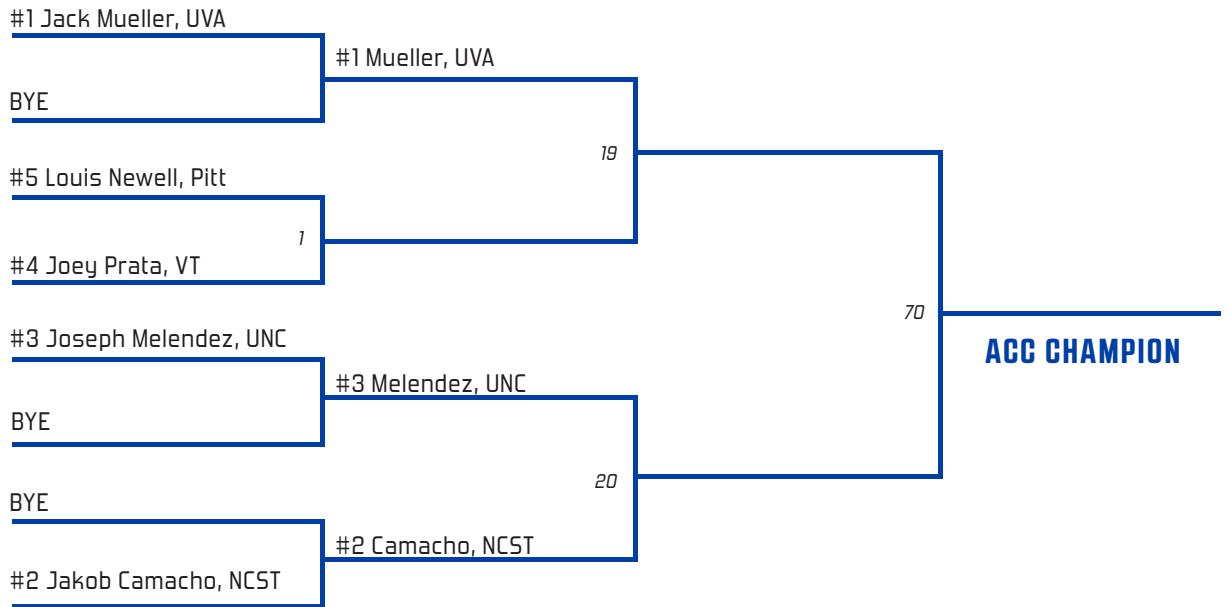 #1 Jack Mueller, UVA
#1 Mueller, UVA
BYE
19
#5 Louis Newell, Pitt
1
#4 Joey Prata, VT
70
ACC CHAMPION
#3 Joseph Melendez, UNC
#3 Melendez, UNC
BYE
20
BYE
#2 Camacho, NCST
#2 Jakob Camacho, NCST